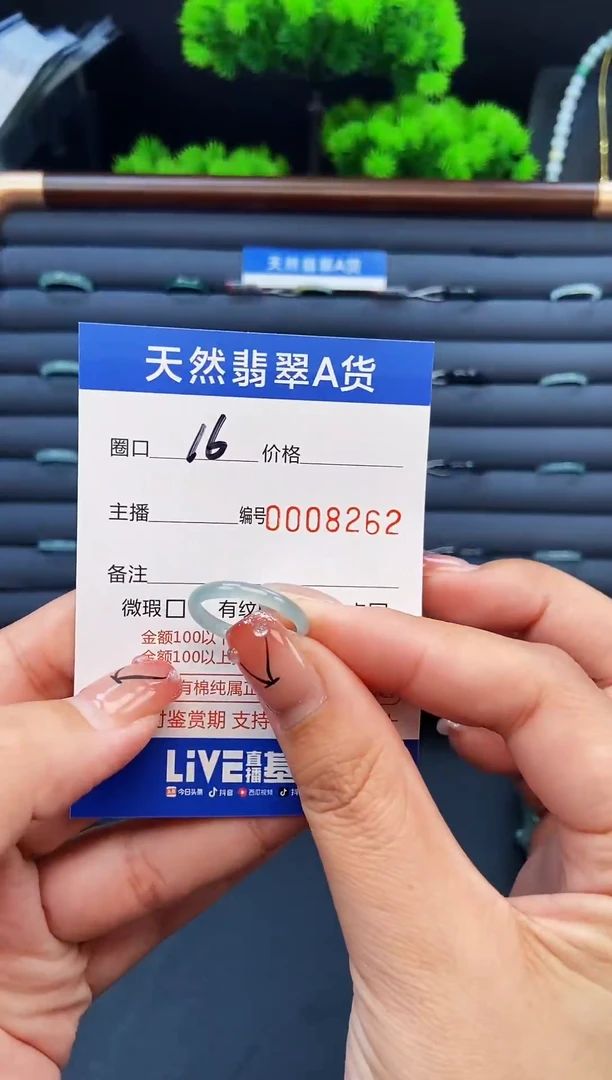 天然翡翠A货
天然翡翠A货
圈口 16 价格
主播 编号0008262
备注
微瑕口 有纹
金额100以
金额100以上
有棉纯属正
时鉴赏期 支持
LiVE直播基
今日头条 抖音 西瓜视频